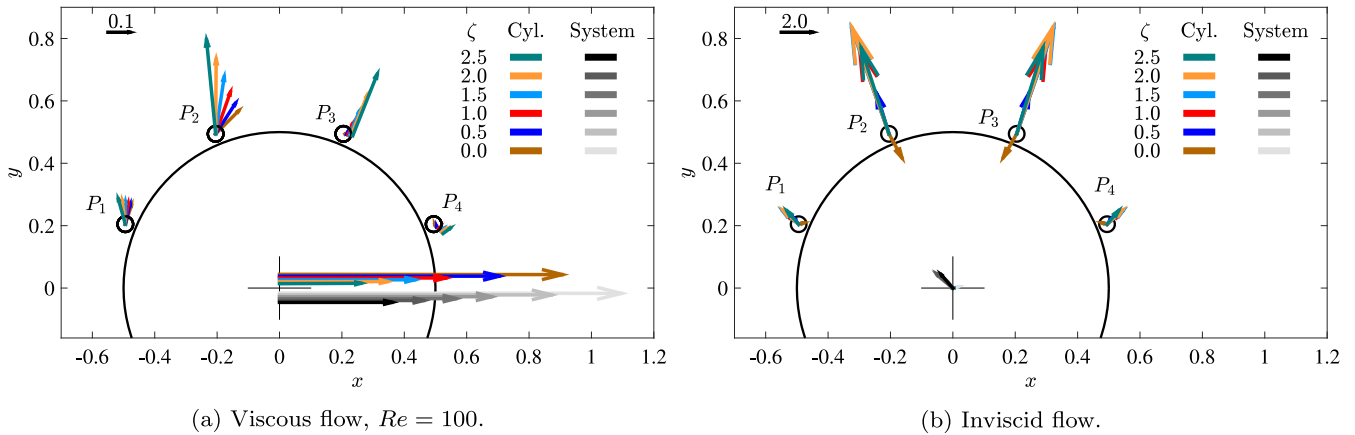 0.1
ζ Cyl. System
2.5
2.0
1.5
1.0
0.5
0.0
P1
P2
P3
P4
0.8
0.6
0.4
0.2
0
y
-0.6 -0.4 -0.2 0 0.2 0.4 0.6 0.8 1 1.2
x
(a) Viscous flow, Re = 100.
2.0
ζ Cyl. System
2.5
2.0
1.5
1.0
0.5
0.0
P1
P2
P3
P4
0.8
0.6
0.4
0.2
0
y
-0.6 -0.4 -0.2 0 0.2 0.4 0.6 0.8 1 1.2
x
(b) Inviscid flow.